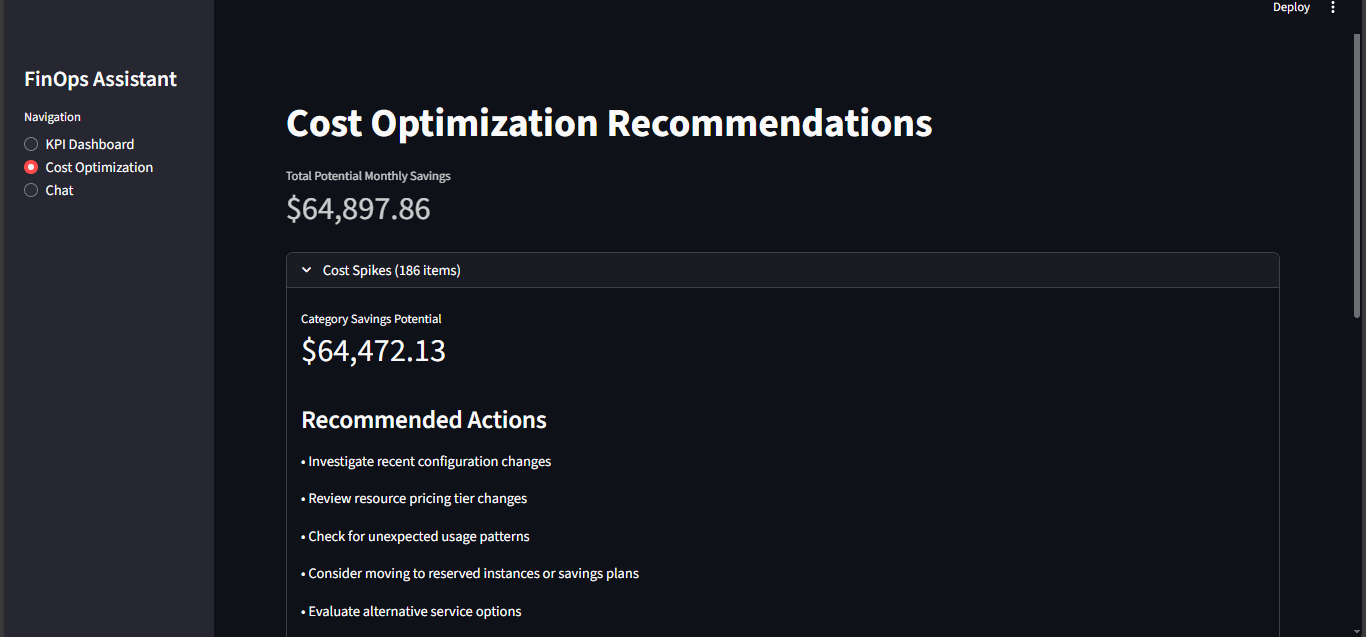 Deploy
FinOps Assistant
Navigation
KPI Dashboard
Cost Optimization
Chat
Cost Optimization Recommendations
Total Potential Monthly Savings
$64,897.86
Cost Spikes (186 items)
Category Savings Potential
$64,472.13
Recommended Actions
• Investigate recent configuration changes
• Review resource pricing tier changes
• Check for unexpected usage patterns
• Consider moving to reserved instances or savings plans
• Evaluate alternative service options